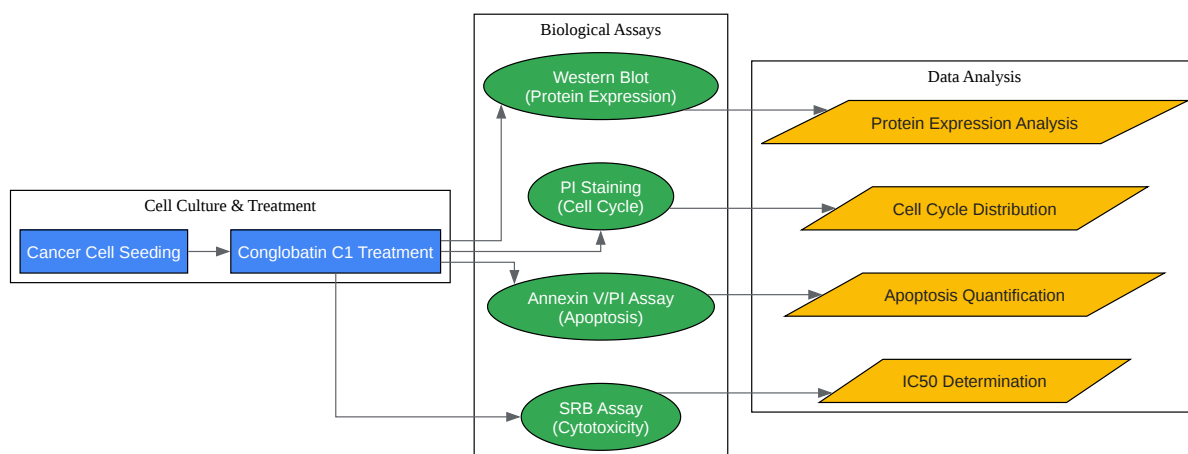 Cell Culture & Treatment
Cancer Cell Seeding
Conglobatin C1 Treatment
Biological Assays
Western Blot
(Protein Expression)
PI Staining
(Cell Cycle)
Annexin V/PI Assay
(Apoptosis)
SRB Assay
(Cytotoxicity)
Data Analysis
Protein Expression Analysis
Cell Cycle Distribution
Apoptosis Quantification
IC50 Determination